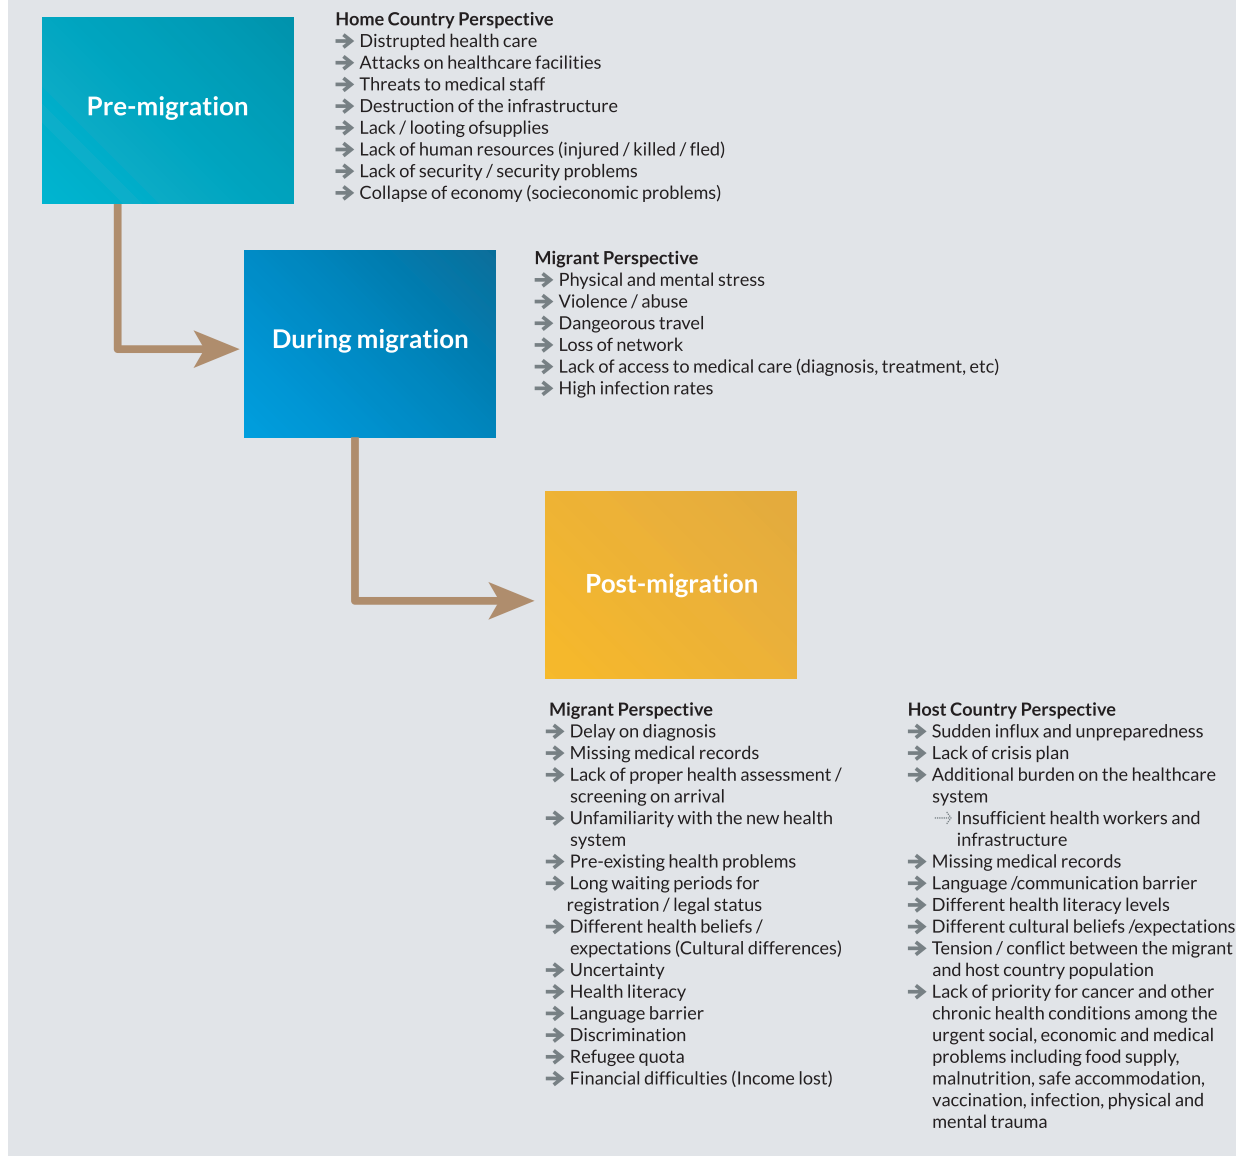 Pre-migration
Home Country Perspective
Distrupted health care
Attacks on healthcare facilities
Threats to medical staff
Destruction of the infrastructure
Lack / looting ofsupplies
Lack of human resources (injured / killed / fled)
Lack of security / security problems
Collapse of economy (socieconomic problems)
During migration
Migrant Perspective
Physical and mental stress
Violence / abuse
Dangeorous travel
Loss of network
Lack of access to medical care (diagnosis, treatment, etc)
High infection rates
Post-migration
Migrant Perspective
Delay on diagnosis
Missing medical records
Lack of proper health assessment /
screening on arrival
Unfamiliarity with the new health
system
Pre-existing health problems
Long waiting periods for
registration / legal status
Different health beliefs /
expectations (Cultural differences)
Uncertainty
Health literacy
Language barrier
Discrimination
Refugee quota
Financial difficulties (Income lost)
Host Country Perspective
Sudden influx and unpreparedness
Lack of crisis plan
Additional burden on the healthcare
system
Insufficient health workers and
infrastructure
Missing medical records
Language /communication barrier
Different health literacy levels
Different cultural beliefs /expectations
Tension / conflict between the migrant
and host country population
Lack of priority for cancer and other
chronic health conditions among the
urgent social, economic and medical
problems including food supply,
malnutrition, safe accommodation,
vaccination, infection, physical and
mental trauma